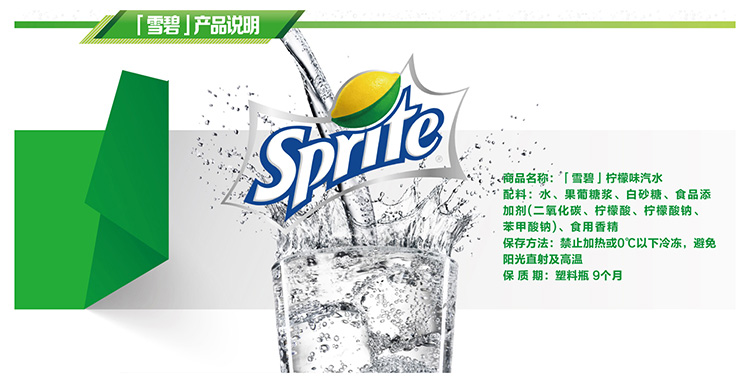 「雪碧」产品说明
Sprite
®
商品名称：「雪碧」柠檬味汽水
配料：水、果葡糖浆、白砂糖、食品添
加剂(二氧化碳、柠檬酸、柠檬酸钠、
苯甲酸钠)、食用香精
保存方法：禁止加热或0℃以下冷冻，避免
阳光直射及高温
保 质 期：塑料瓶 9个月